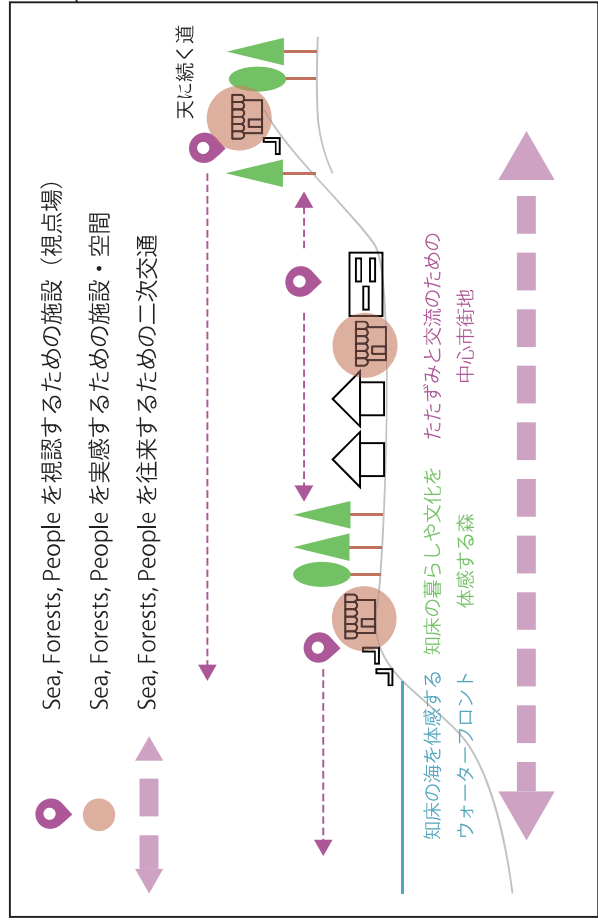 Sea, Forests, People を視認するための施設（視点場）
Sea, Forests, People を実感するための施設・空間
Sea, Forests, People を往来するための二次交通
天に続く道
知床の海を体感する
ウォーターフロント
知床の暮らしや文化を
体感する森
たたずみと交流のための
中心市街地